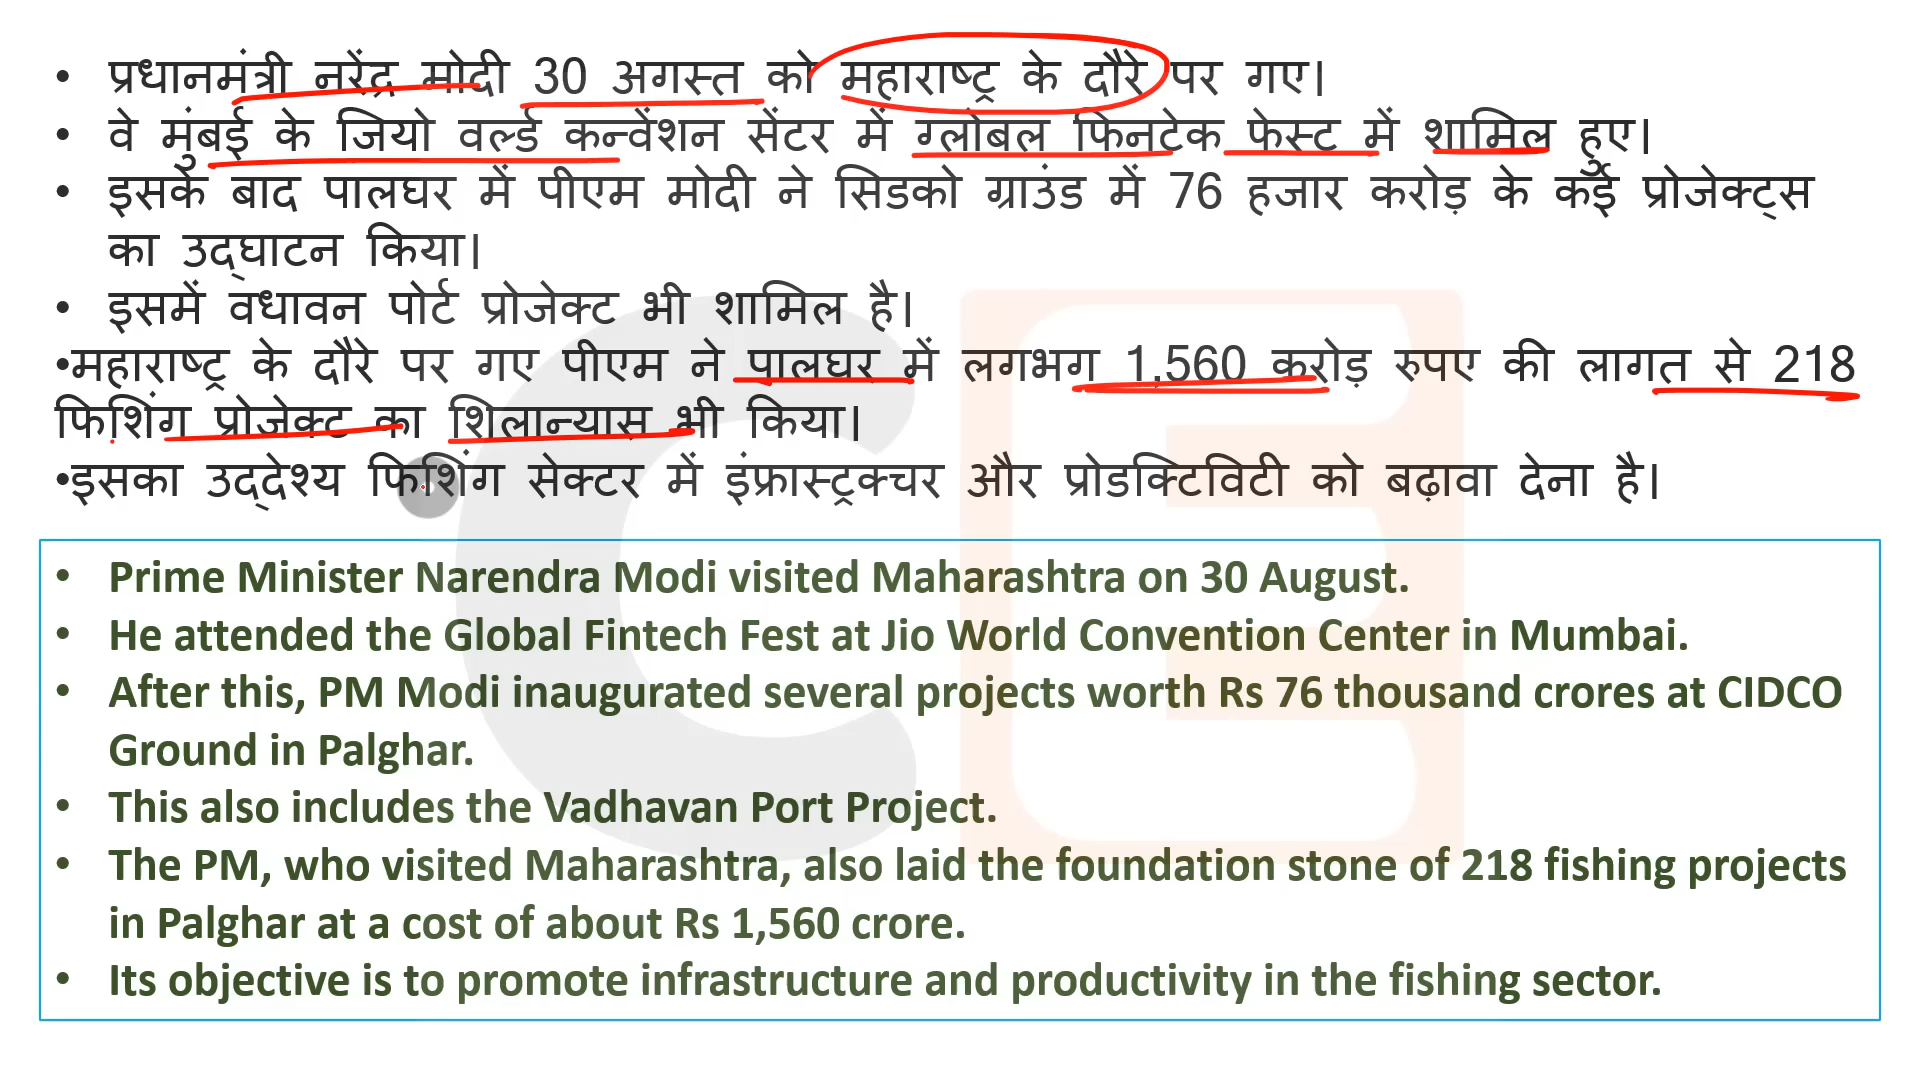 • प्रधानमंत्री नरेंद्र मोदी 30 अगस्त को महाराष्ट्र के दौरे पर गए।
• वे मुंबई के जियो वर्ल्ड कन्वेंशन सेंटर में ग्लोबल फिनटेक फेस्ट में शामिल हुए।
• इसके बाद पालघर में पीएम मोदी ने सिडको ग्राउंड में 76 हजार करोड़ के कई प्रोजेक्ट्स
का उद्घाटन किया।
• इसमें वधावन पोर्ट प्रोजेक्ट भी शामिल है।
•महाराष्ट्र के दौरे पर गए पीएम ने पालघर में लगभग 1,560 करोड़ रुपए की लागत से 218
फिशिंग प्रोजेक्ट का शिलान्यास भी किया।
•इसका उद्देश्य फिशिंग सेक्टर में इंफ्रास्ट्रक्चर और प्रोडक्टिविटी को बढ़ावा देना है।
• Prime Minister Narendra Modi visited Maharashtra on 30 August.
• He attended the Global Fintech Fest at Jio World Convention Center in Mumbai.
• After this, PM Modi inaugurated several projects worth Rs 76 thousand crores at CIDCO
Ground in Palghar.
• This also includes the Vadhavan Port Project.
• The PM, who visited Maharashtra, also laid the foundation stone of 218 fishing projects
in Palghar at a cost of about Rs 1,560 crore.
• Its objective is to promote infrastructure and productivity in the fishing sector.